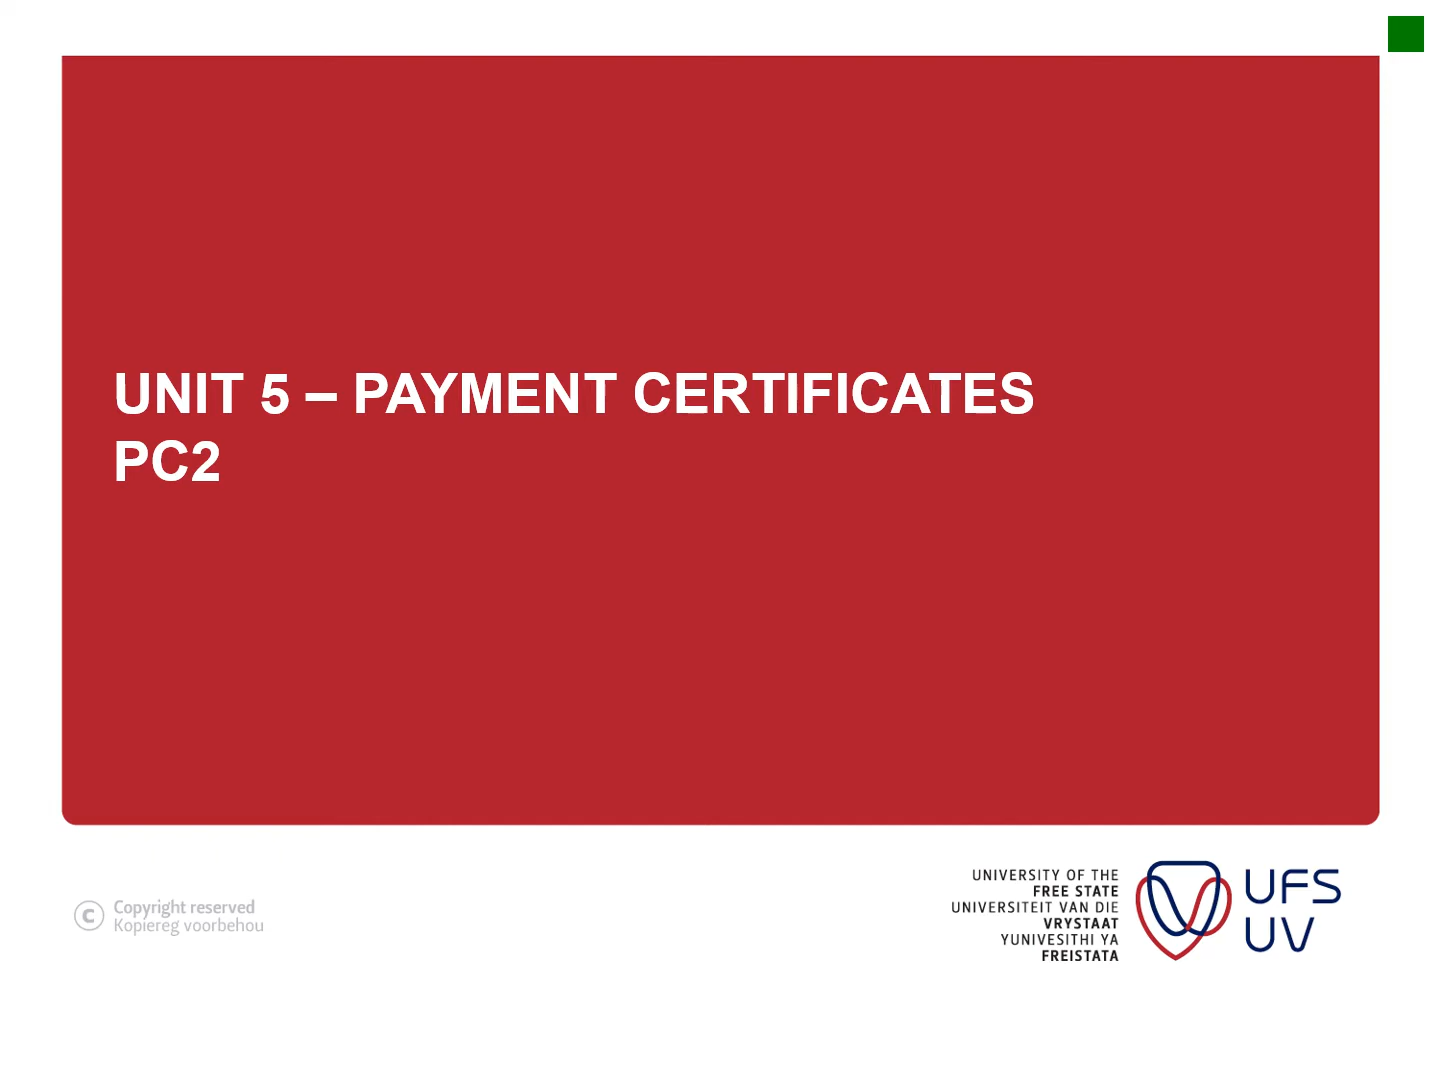 UNIT 5 – PAYMENT CERTIFICATES
PC2
C
Copyright reserved
Kopiereg voorbehou
UNIVERSITY OF THE
FREE STATE
UNIVERSITEIT VAN DIE
VRYSTAAT
YUNIVESITHI YA
FREISTATA
UFS
UV